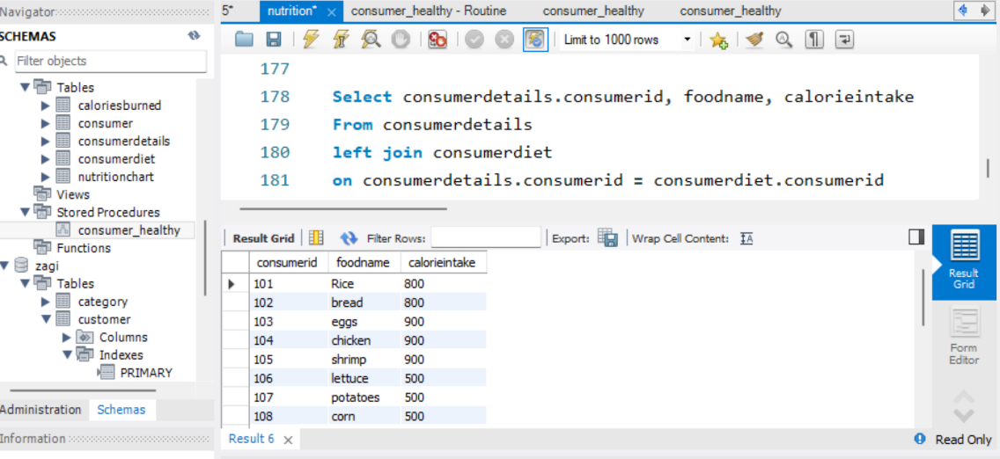 Navigator
SCHEMAS
Filter objects
Tables
caloriesburned
consumer
consumerdetails
consumerdiet
nutritionchart
Views
Stored Procedures
consumer_healthy
Functions
zagi
Tables
category
customer
Columns
Indexes
PRIMARY
Administration Schemas
Information
5* nutrition* consumer_healthy - Routine consumer_healthy consumer_healthy
Limit to 1000 rows
177
178 Select consumerdetails.consumerid, foodname, calorieintake
179 From consumerdetails
180 left join consumerdiet
181 on consumerdetails.consumerid = consumerdiet.consumerid
Result Grid Filter Rows: Export: Wrap Cell Content:
consumerid foodname calorieintake
101 Rice 800
102 bread 800
103 eggs 900
104 chicken 900
105 shrimp 900
106 lettuce 500
107 potatoes 500
108 corn 500
Result
Grid
Form
Editor
Result 6
Read Only